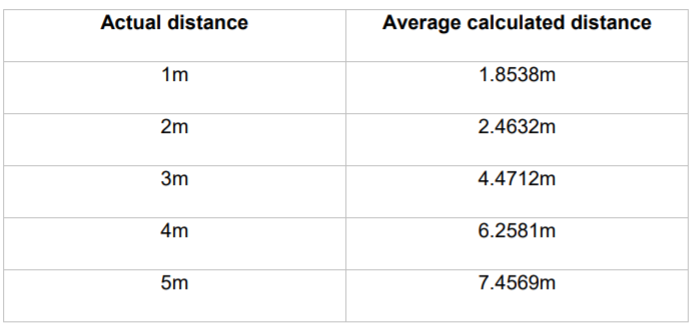 Actual distance Average calculated distance
1m 1.8538m
2m 2.4632m
3m 4.4712m
4m 6.2581m
5m 7.4569m